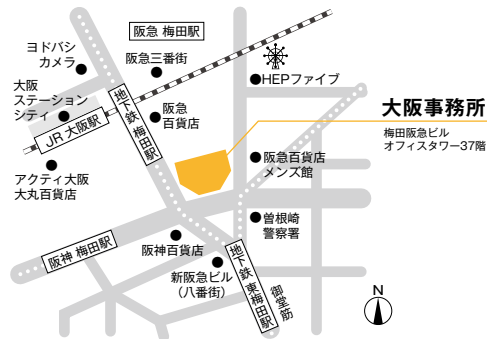 阪急 梅田駅
ヨドバシ
カメラ
阪急三番街
HEPファイブ
大阪
ステーション
シティ
地下鉄 梅田駅
阪急
百貨店
大阪事務所
梅田阪急ビル
オフィスタワー37階
JR 大阪駅
アクティ大阪
大丸百貨店
阪急百貨店
メンズ館
曽根崎
警察署
阪神 梅田駅
阪神百貨店
新阪急ビル
（八番街）
地下鉄 東梅田駅
御堂筋
N